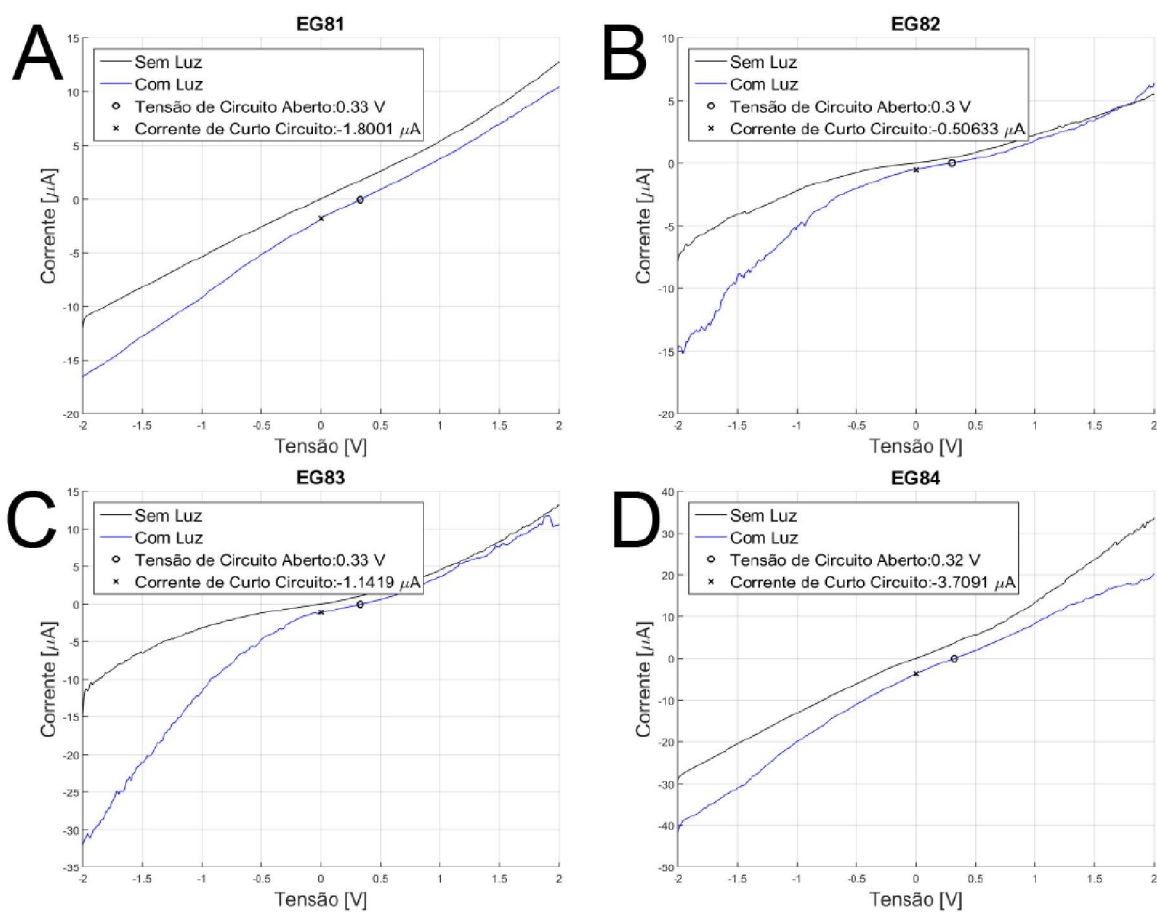 A
EG81
Sem Luz
Com Luz
Tensão de Circuito Aberto:0.33 V
Corrente de Curto Circuito:-1.8001 μA
15
10
5
0
-5
-10
-15
-20
Corrente [μA]
-2 -1.5 -1 -0.5 0 0.5 1 1.5 2
Tensão [V]
B
EG82
Sem Luz
Com Luz
Tensão de Circuito Aberto:0.3 V
Corrente de Curto Circuito:-0.50633 μA
10
5
0
-5
-10
-15
-20
Corrente [μA]
-2 -1.5 -1 -0.5 0 0.5 1 1.5 2
Tensão [V]
C
EG83
Sem Luz
Com Luz
Tensão de Circuito Aberto:0.33 V
Corrente de Curto Circuito:-1.1419 μA
15
10
5
0
-5
-10
-15
-20
-25
-30
-35
Corrente [μA]
-2 -1.5 -1 -0.5 0 0.5 1 1.5 2
Tensão [V]
D
EG84
Sem Luz
Com Luz
Tensão de Circuito Aberto:0.32 V
Corrente de Curto Circuito:-3.7091 μA
40
30
20
10
0
-10
-20
-30
-40
-50
Corrente [μA]
-2 -1.5 -1 -0.5 0 0.5 1 1.5 2
Tensão [V]